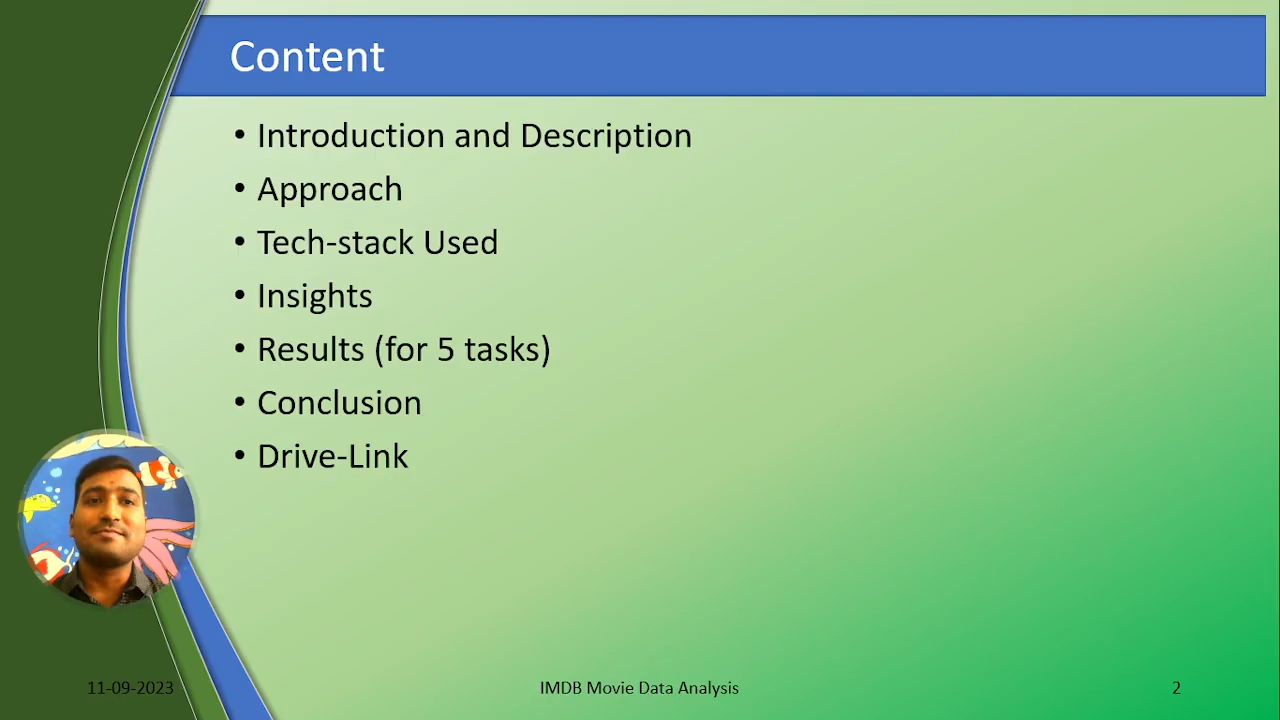 Content
• Introduction and Description
• Approach
• Tech-stack Used
• Insights
• Results (for 5 tasks)
• Conclusion
• Drive-Link
11-09-2023
IMDB Movie Data Analysis
2